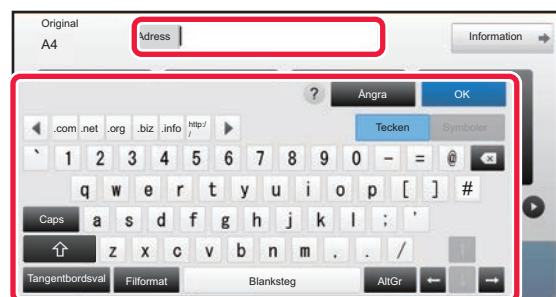 Original
A4
Adress
Information
?
Ångra
OK
.com .net .org .biz .info http:/
/
Tecken
Symboler
` 1 2 3 4 5 6 7 8 9 0 - = @
q w e r t y u i o p [ ] #
Caps a s d f g h j k l ; '
z x c v b n m , . /
Tangentbordsval Filformat Blanksteg AltGr